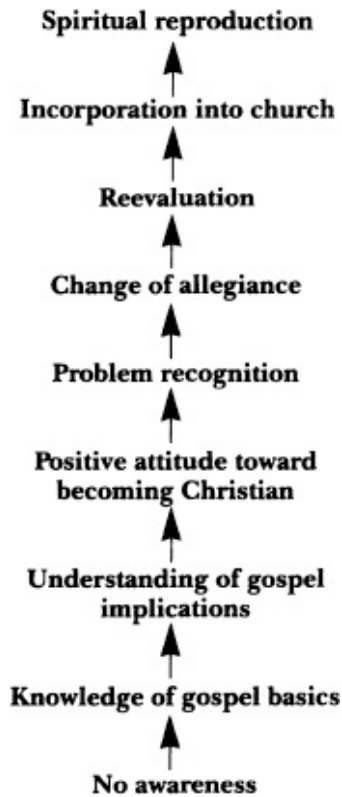 Spiritual reproduction
Incorporation into church
Reevaluation
Change of allegiance
Problem recognition
Positive attitude toward
becoming Christian
Understanding of gospel
implications
Knowledge of gospel basics
No awareness